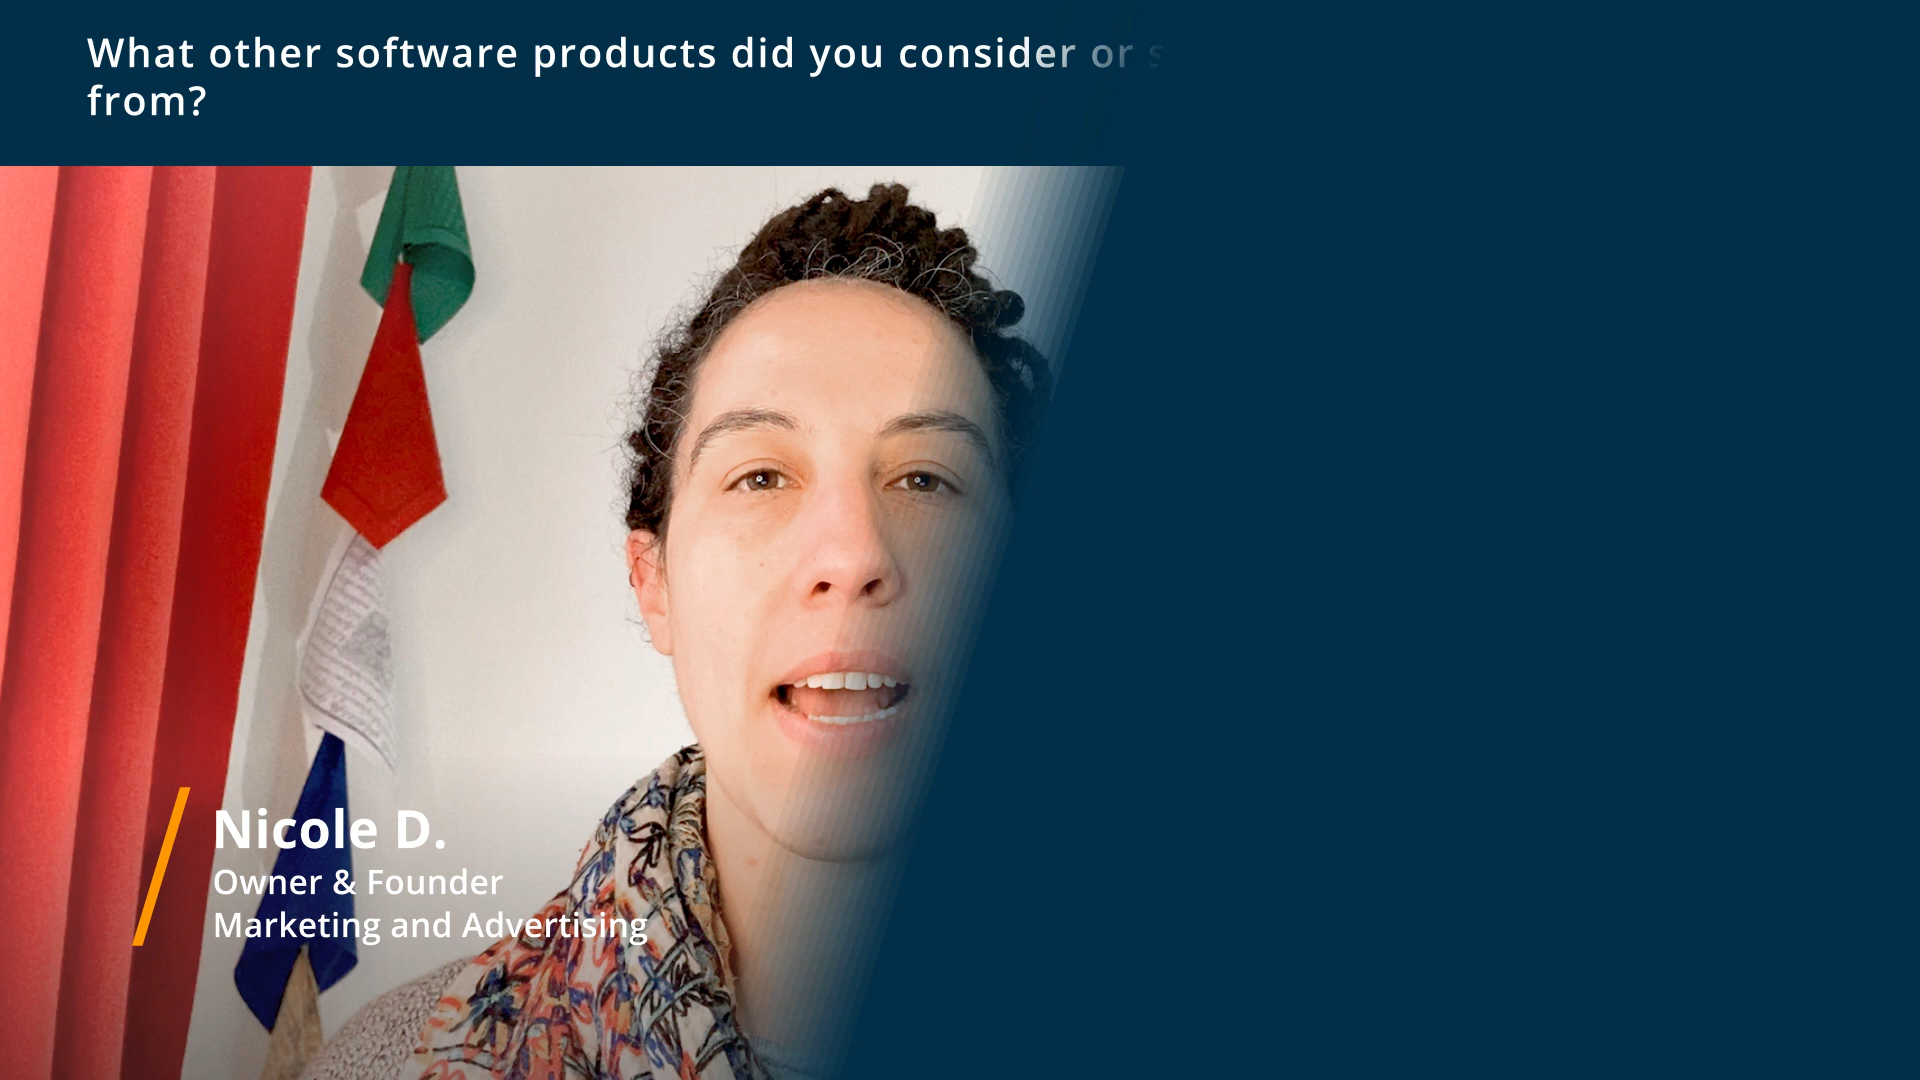 What other software products did you consider or
from?
Nicole D.
Owner & Founder
Marketing and Advertising